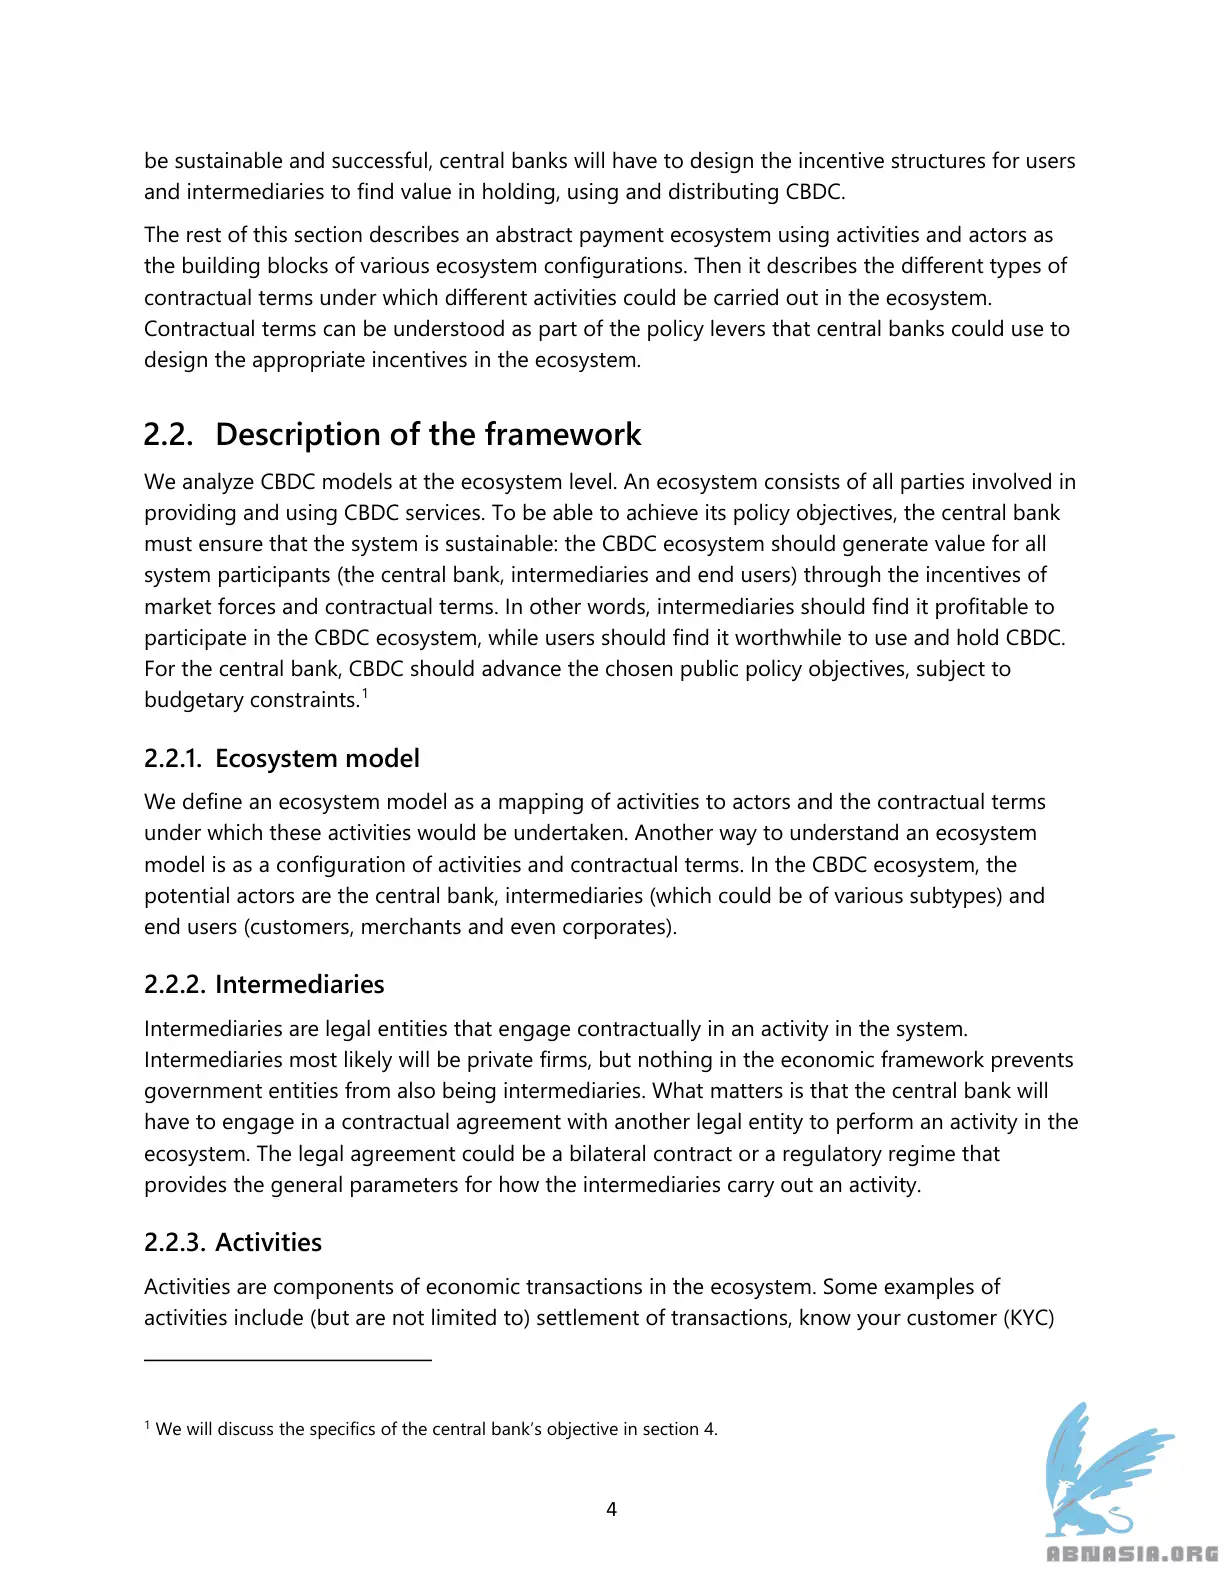 be sustainable and successful, central banks will have to design the incentive structures for users
and intermediaries to find value in holding, using and distributing CBDC.
The rest of this section describes an abstract payment ecosystem using activities and actors as
the building blocks of various ecosystem configurations. Then it describes the different types of
contractual terms under which different activities could be carried out in the ecosystem.
Contractual terms can be understood as part of the policy levers that central banks could use to
design the appropriate incentives in the ecosystem.
2.2. Description of the framework
We analyze CBDC models at the ecosystem level. An ecosystem consists of all parties involved in
providing and using CBDC services. To be able to achieve its policy objectives, the central bank
must ensure that the system is sustainable: the CBDC ecosystem should generate value for all
system participants (the central bank, intermediaries and end users) through the incentives of
market forces and contractual terms. In other words, intermediaries should find it profitable to
participate in the CBDC ecosystem, while users should find it worthwhile to use and hold CBDC.
For the central bank, CBDC should advance the chosen public policy objectives, subject to
budgetary constraints.1
2.2.1. Ecosystem model
We define an ecosystem model as a mapping of activities to actors and the contractual terms
under which these activities would be undertaken. Another way to understand an ecosystem
model is as a configuration of activities and contractual terms. In the CBDC ecosystem, the
potential actors are the central bank, intermediaries (which could be of various subtypes) and
end users (customers, merchants and even corporates).
2.2.2. Intermediaries
Intermediaries are legal entities that engage contractually in an activity in the system.
Intermediaries most likely will be private firms, but nothing in the economic framework prevents
government entities from also being intermediaries. What matters is that the central bank will
have to engage in a contractual agreement with another legal entity to perform an activity in the
ecosystem. The legal agreement could be a bilateral contract or a regulatory regime that
provides the general parameters for how the intermediaries carry out an activity.
2.2.3. Activities
Activities are components of economic transactions in the ecosystem. Some examples of
activities include (but are not limited to) settlement of transactions, know your customer (KYC)
1 We will discuss the specifics of the central bank's objective in section 4.
4
ABNASIA.ORG